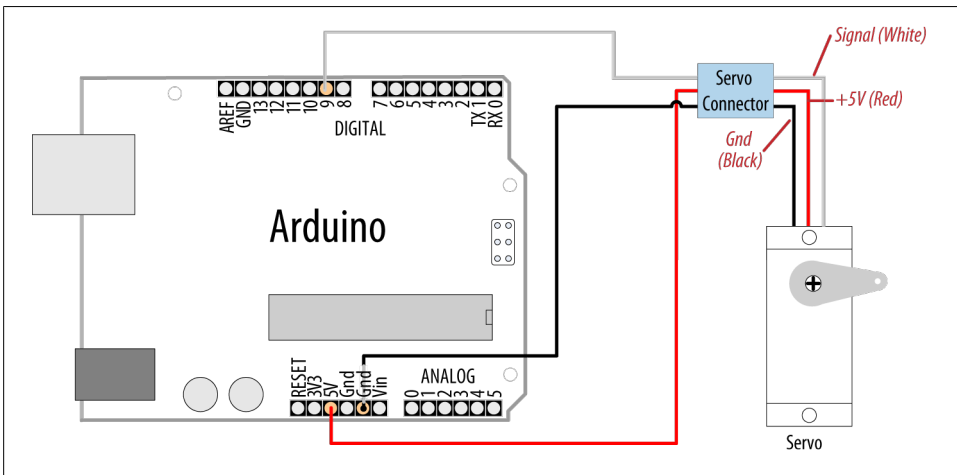 Signal (White)
Servo
Connector
+5V (Red)
Gnd
(Black)
AREF
GND
13
12
11
10
9
8
7
6
5
4
3
2
TX 1
RX 0
DIGITAL
Arduino
RESET
3V3
5V
Gnd
Gnd
Vin
ANALOG
0
1
2
3
4
5
Servo